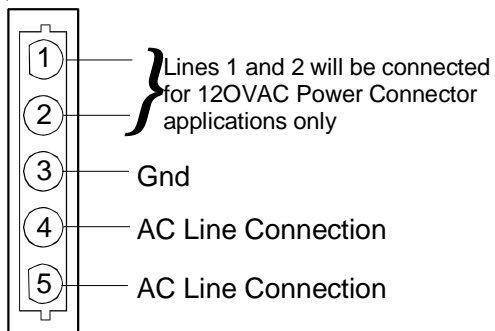 1
Lines 1 and 2 will be connected
for 12OVAC Power Connector
2
applications only
3 Gnd
4 AC Line Connection
5 AC Line Connection